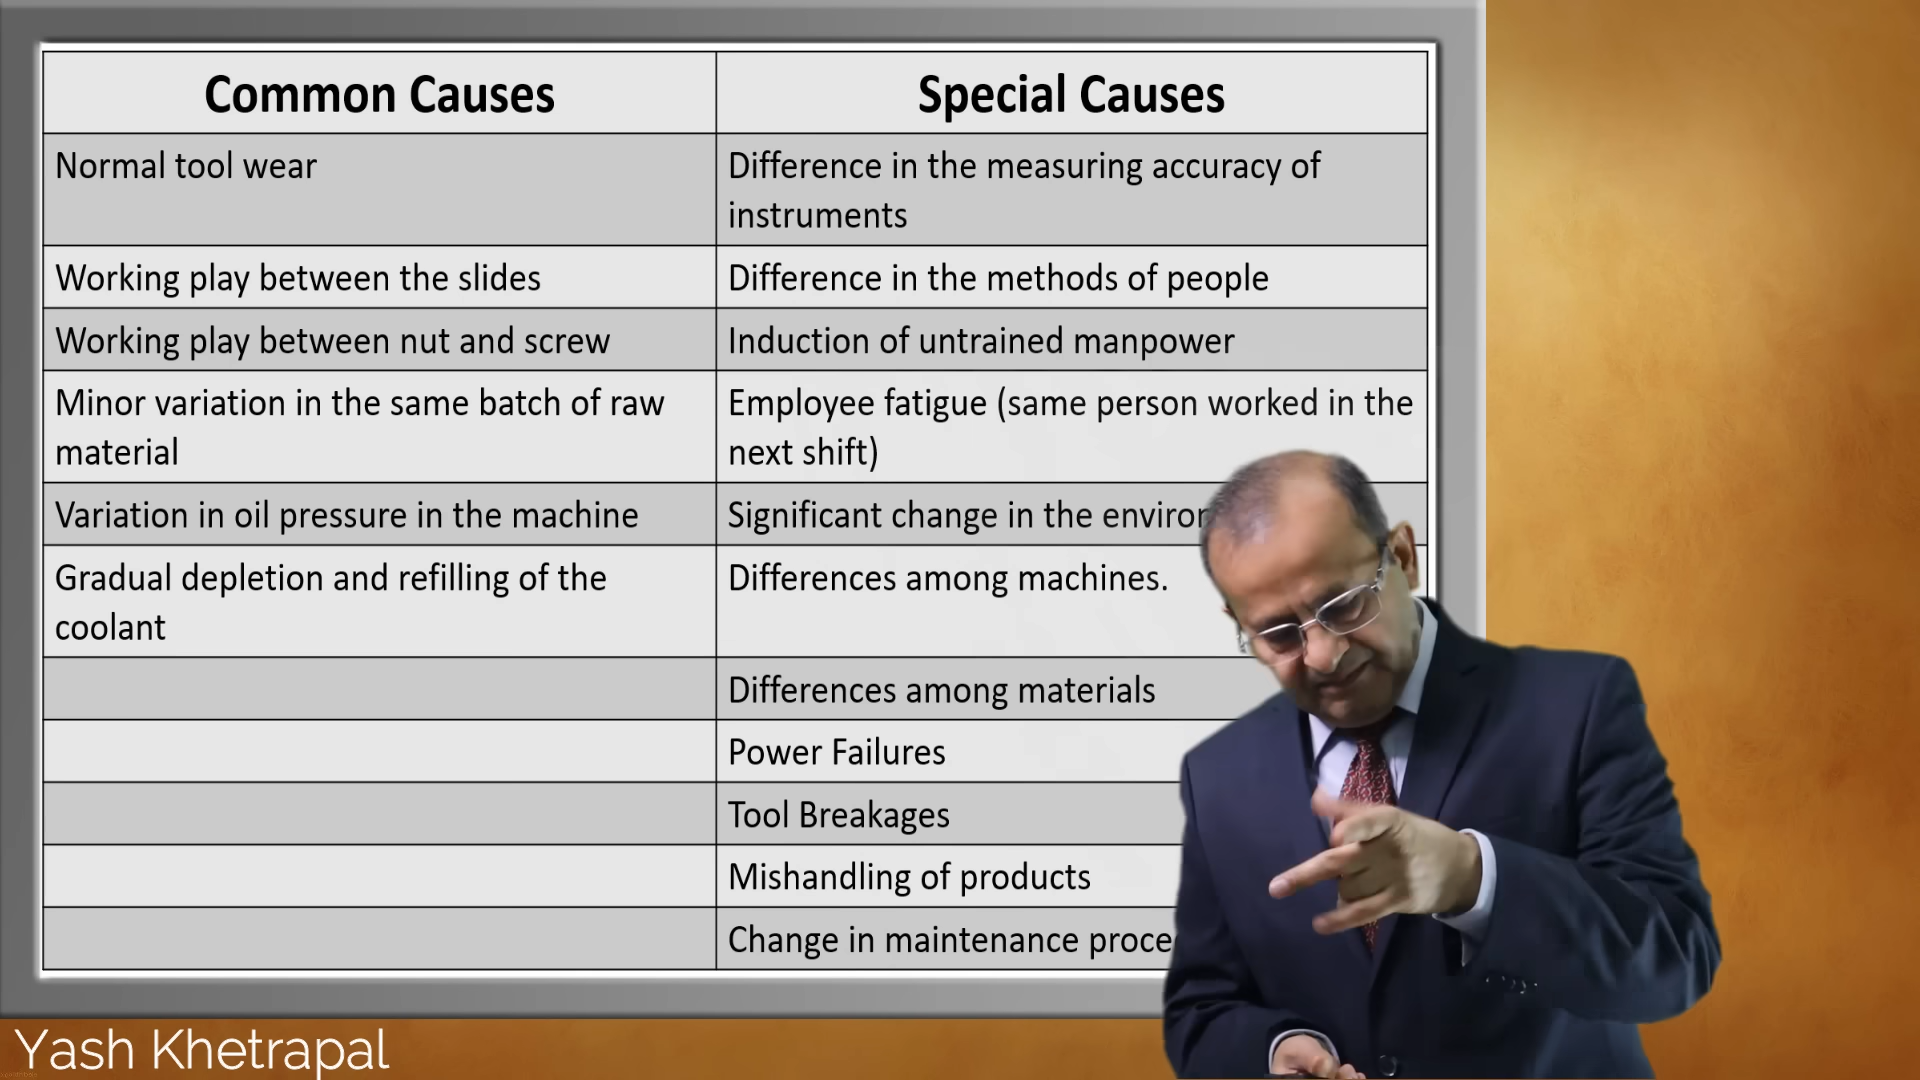 Common Causes
Special Causes
Normal tool wear
Difference in the measuring accuracy of
instruments
Working play between the slides
Difference in the methods of people
Working play between nut and screw
Induction of untrained manpower
Minor variation in the same batch of raw
material
Employee fatigue (same person worked in the
next shift)
Variation in oil pressure in the machine
Significant change in the
Gradual depletion and refilling of the
coolant
Differences among machines.
Differences among materials
Power Failures
Tool Breakages
Mishandling of products
Change in maintenance
Yash Khetrapal